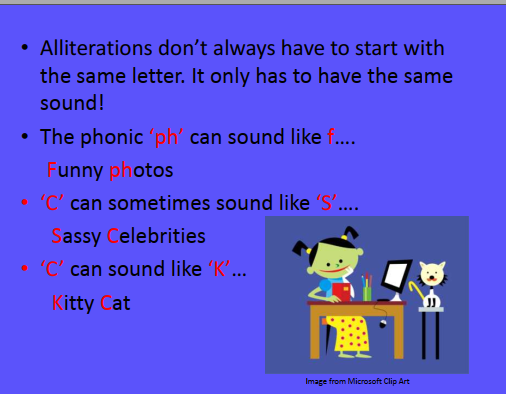 • Alliterations don't always have to start with
the same letter. It only has to have the same
sound!
• The phonic 'ph' can sound like f....
Funny photos
• 'C' can sometimes sound like 'S'....
Sassy Celebrities
• 'C' can sound like 'K'...
Kitty Cat
Image from Microsoft Clip Art